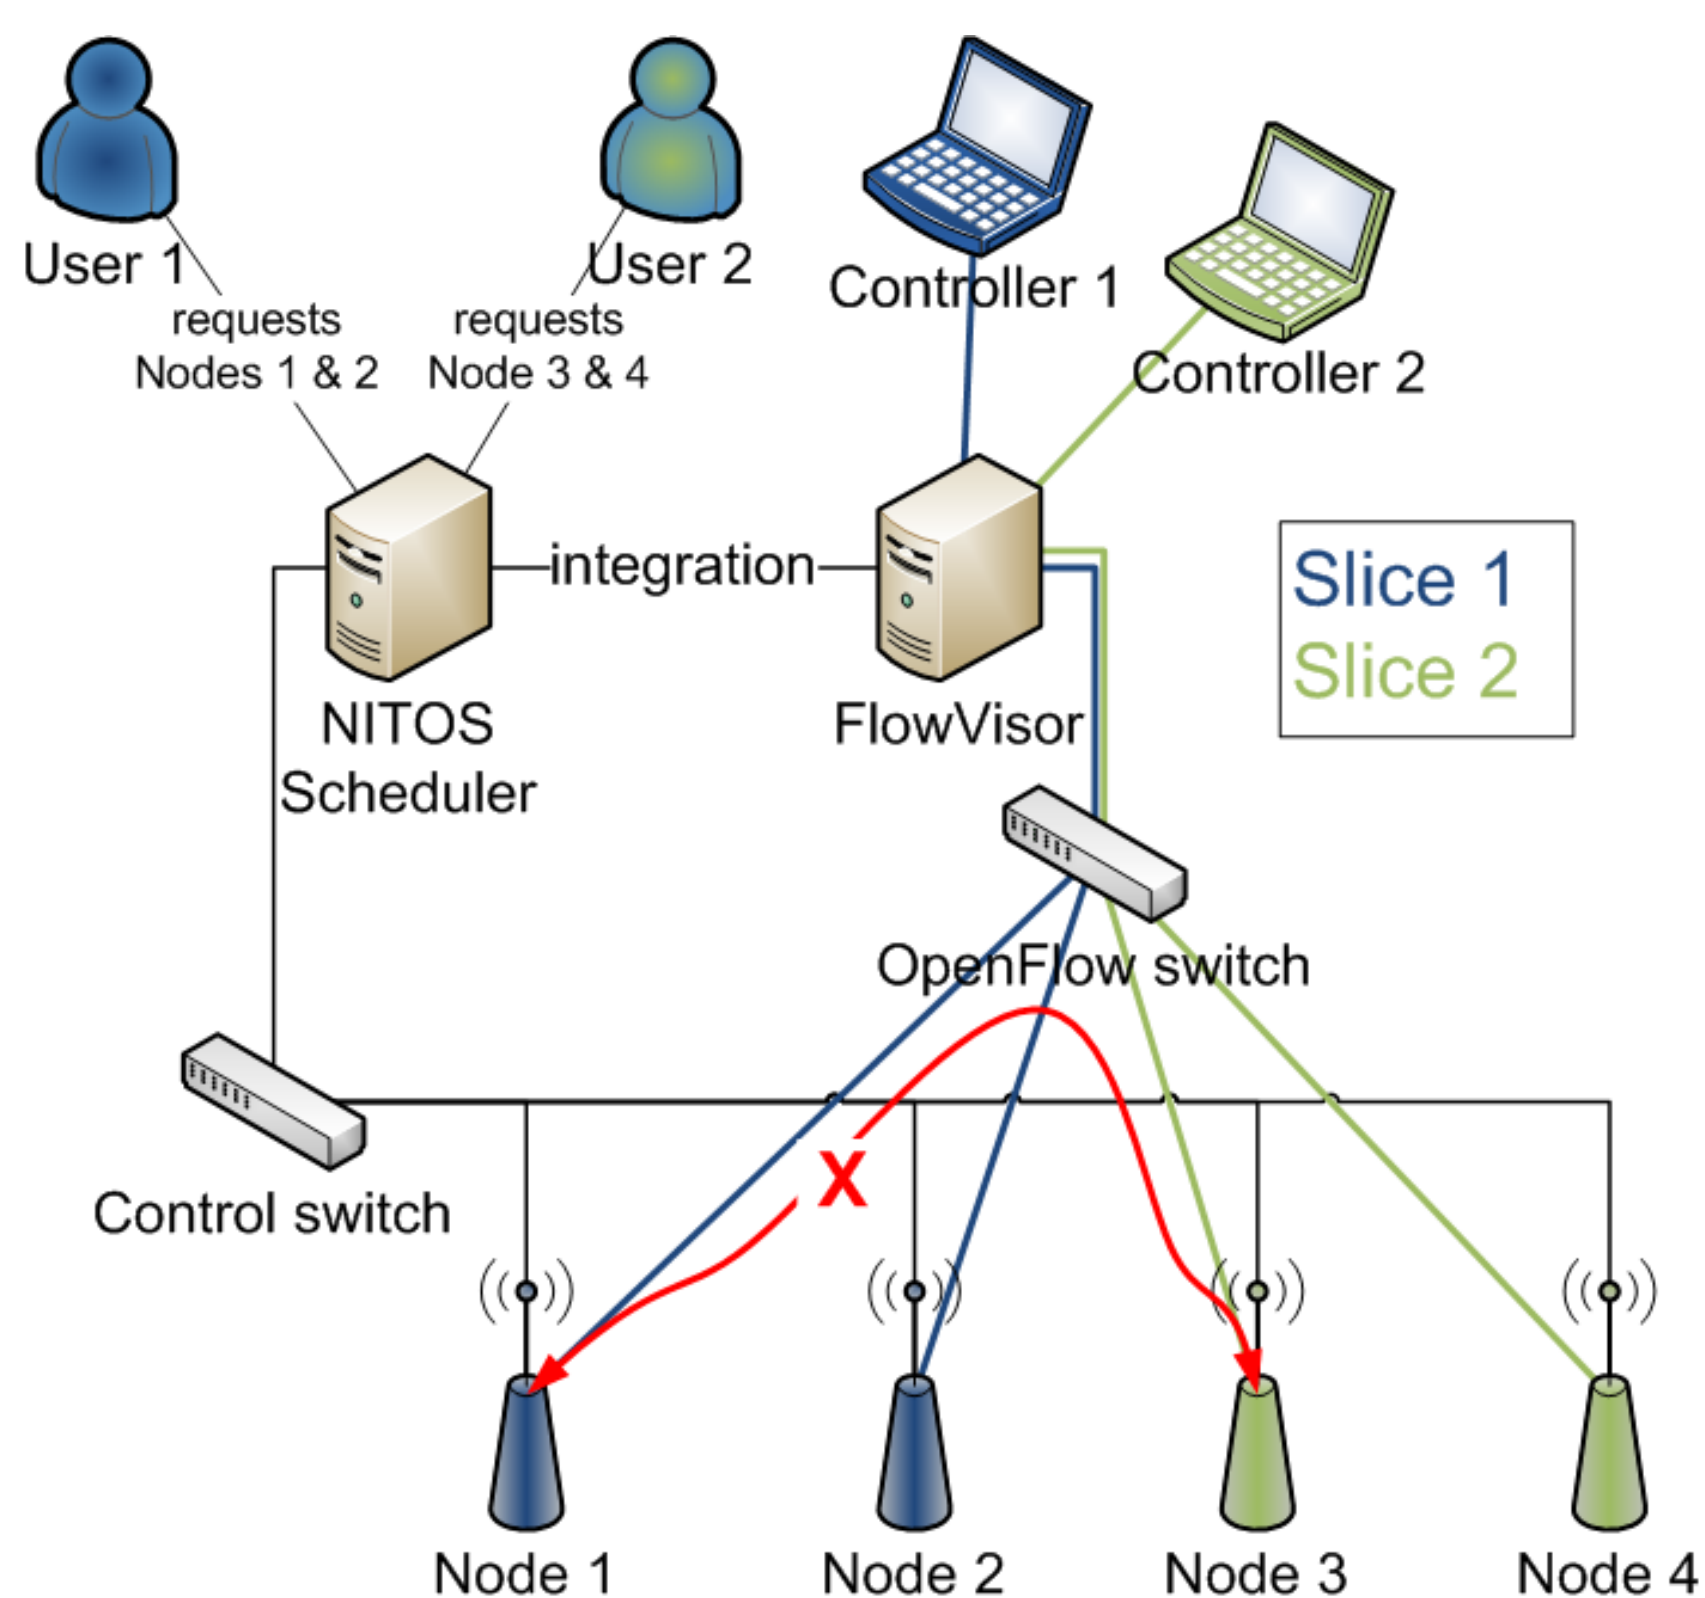 User 1
User 2
Controller 1
Controller 2
requests
Nodes 1 & 2
requests
Node 3 & 4
integration
NITOS
Scheduler
FlowVisor
Slice 1
Slice 2
OpenFlow switch
Control switch
X
Node 1
Node 2
Node 3
Node 4